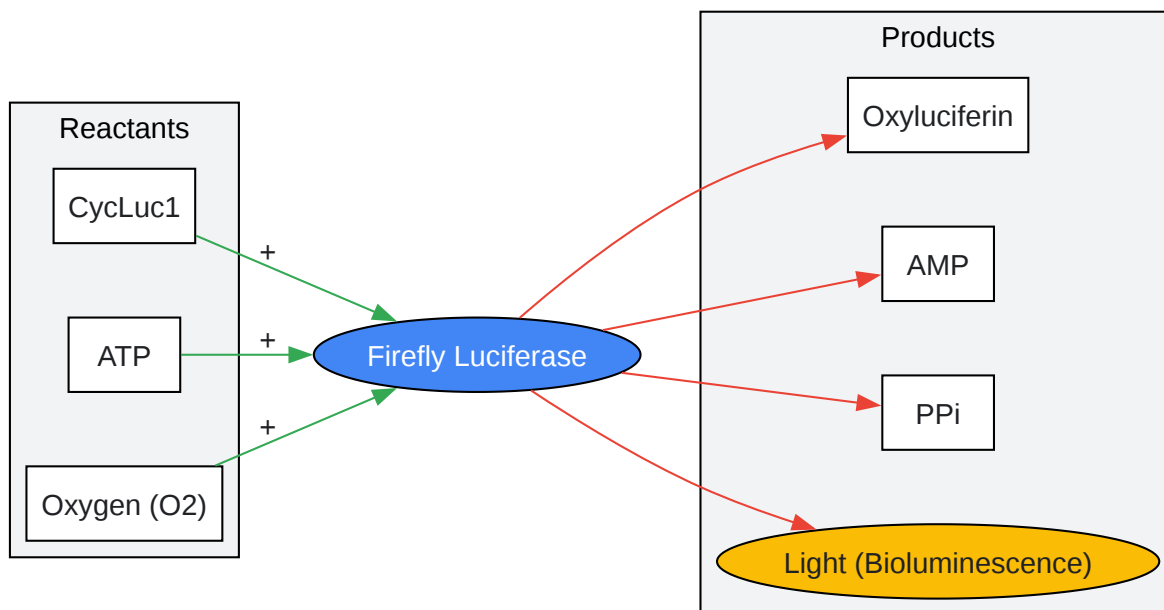 Reactants
CycLuc1
+
ATP
+
Oxygen (O2)
+
Firefly Luciferase
Products
Oxyluciferin
AMP
PPi
Light (Bioluminescence)